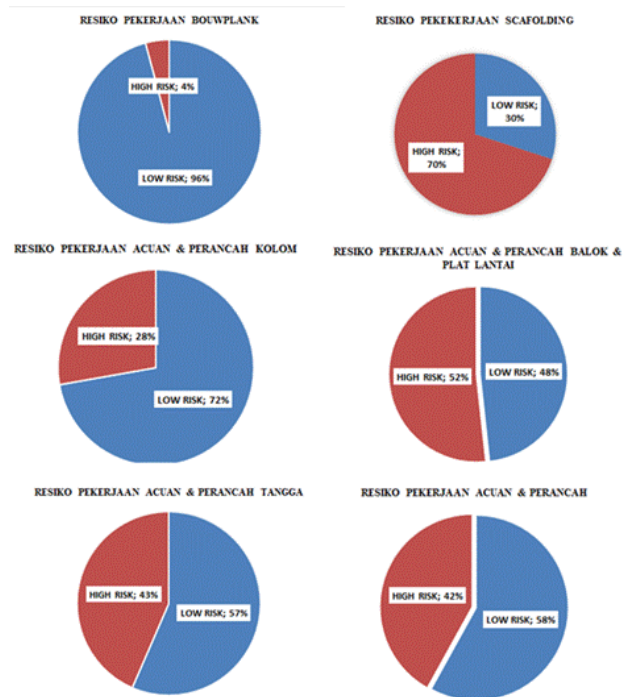 RESIKO PEKERJAAN BOUWPLANK
HIGH RISK; 4%
LOW RISK; 96%
RESIKO PEKEKERJAAN SCAFOLDING
LOW RISK;
30%
HIGH RISK;
70%
RESIKO PEKERJAAN ACUAN & PERANCAH KOLOM
HIGH RISK; 28%
LOW RISK; 72%
RESIKO PEKERJAAN ACUAN & PERANCAH BALOK &
PLAT LANTAI
HIGH RISK; 52%
LOW RISK; 48%
RESIKO PEKERJAAN ACUAN & PERANCAH TANGGA
HIGH RISK; 43%
LOW RISK; 57%
RESIKO PEKERJAAN ACUAN & PERANCAH
HIGH RISK; 42%
LOW RISK; 58%